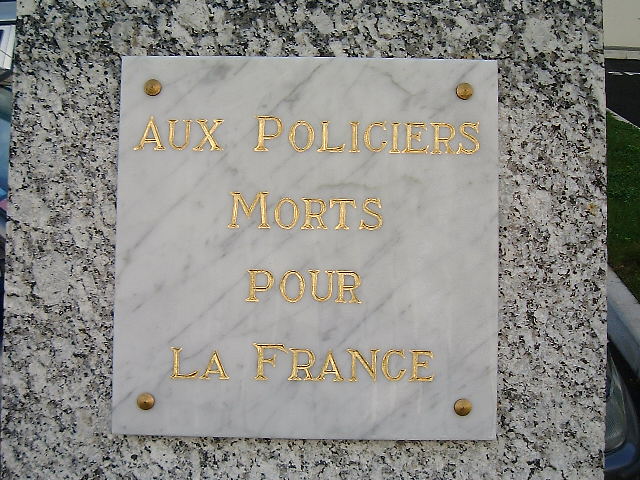 AUX POLICIERS
MORTS
POUR
LA FRANCE